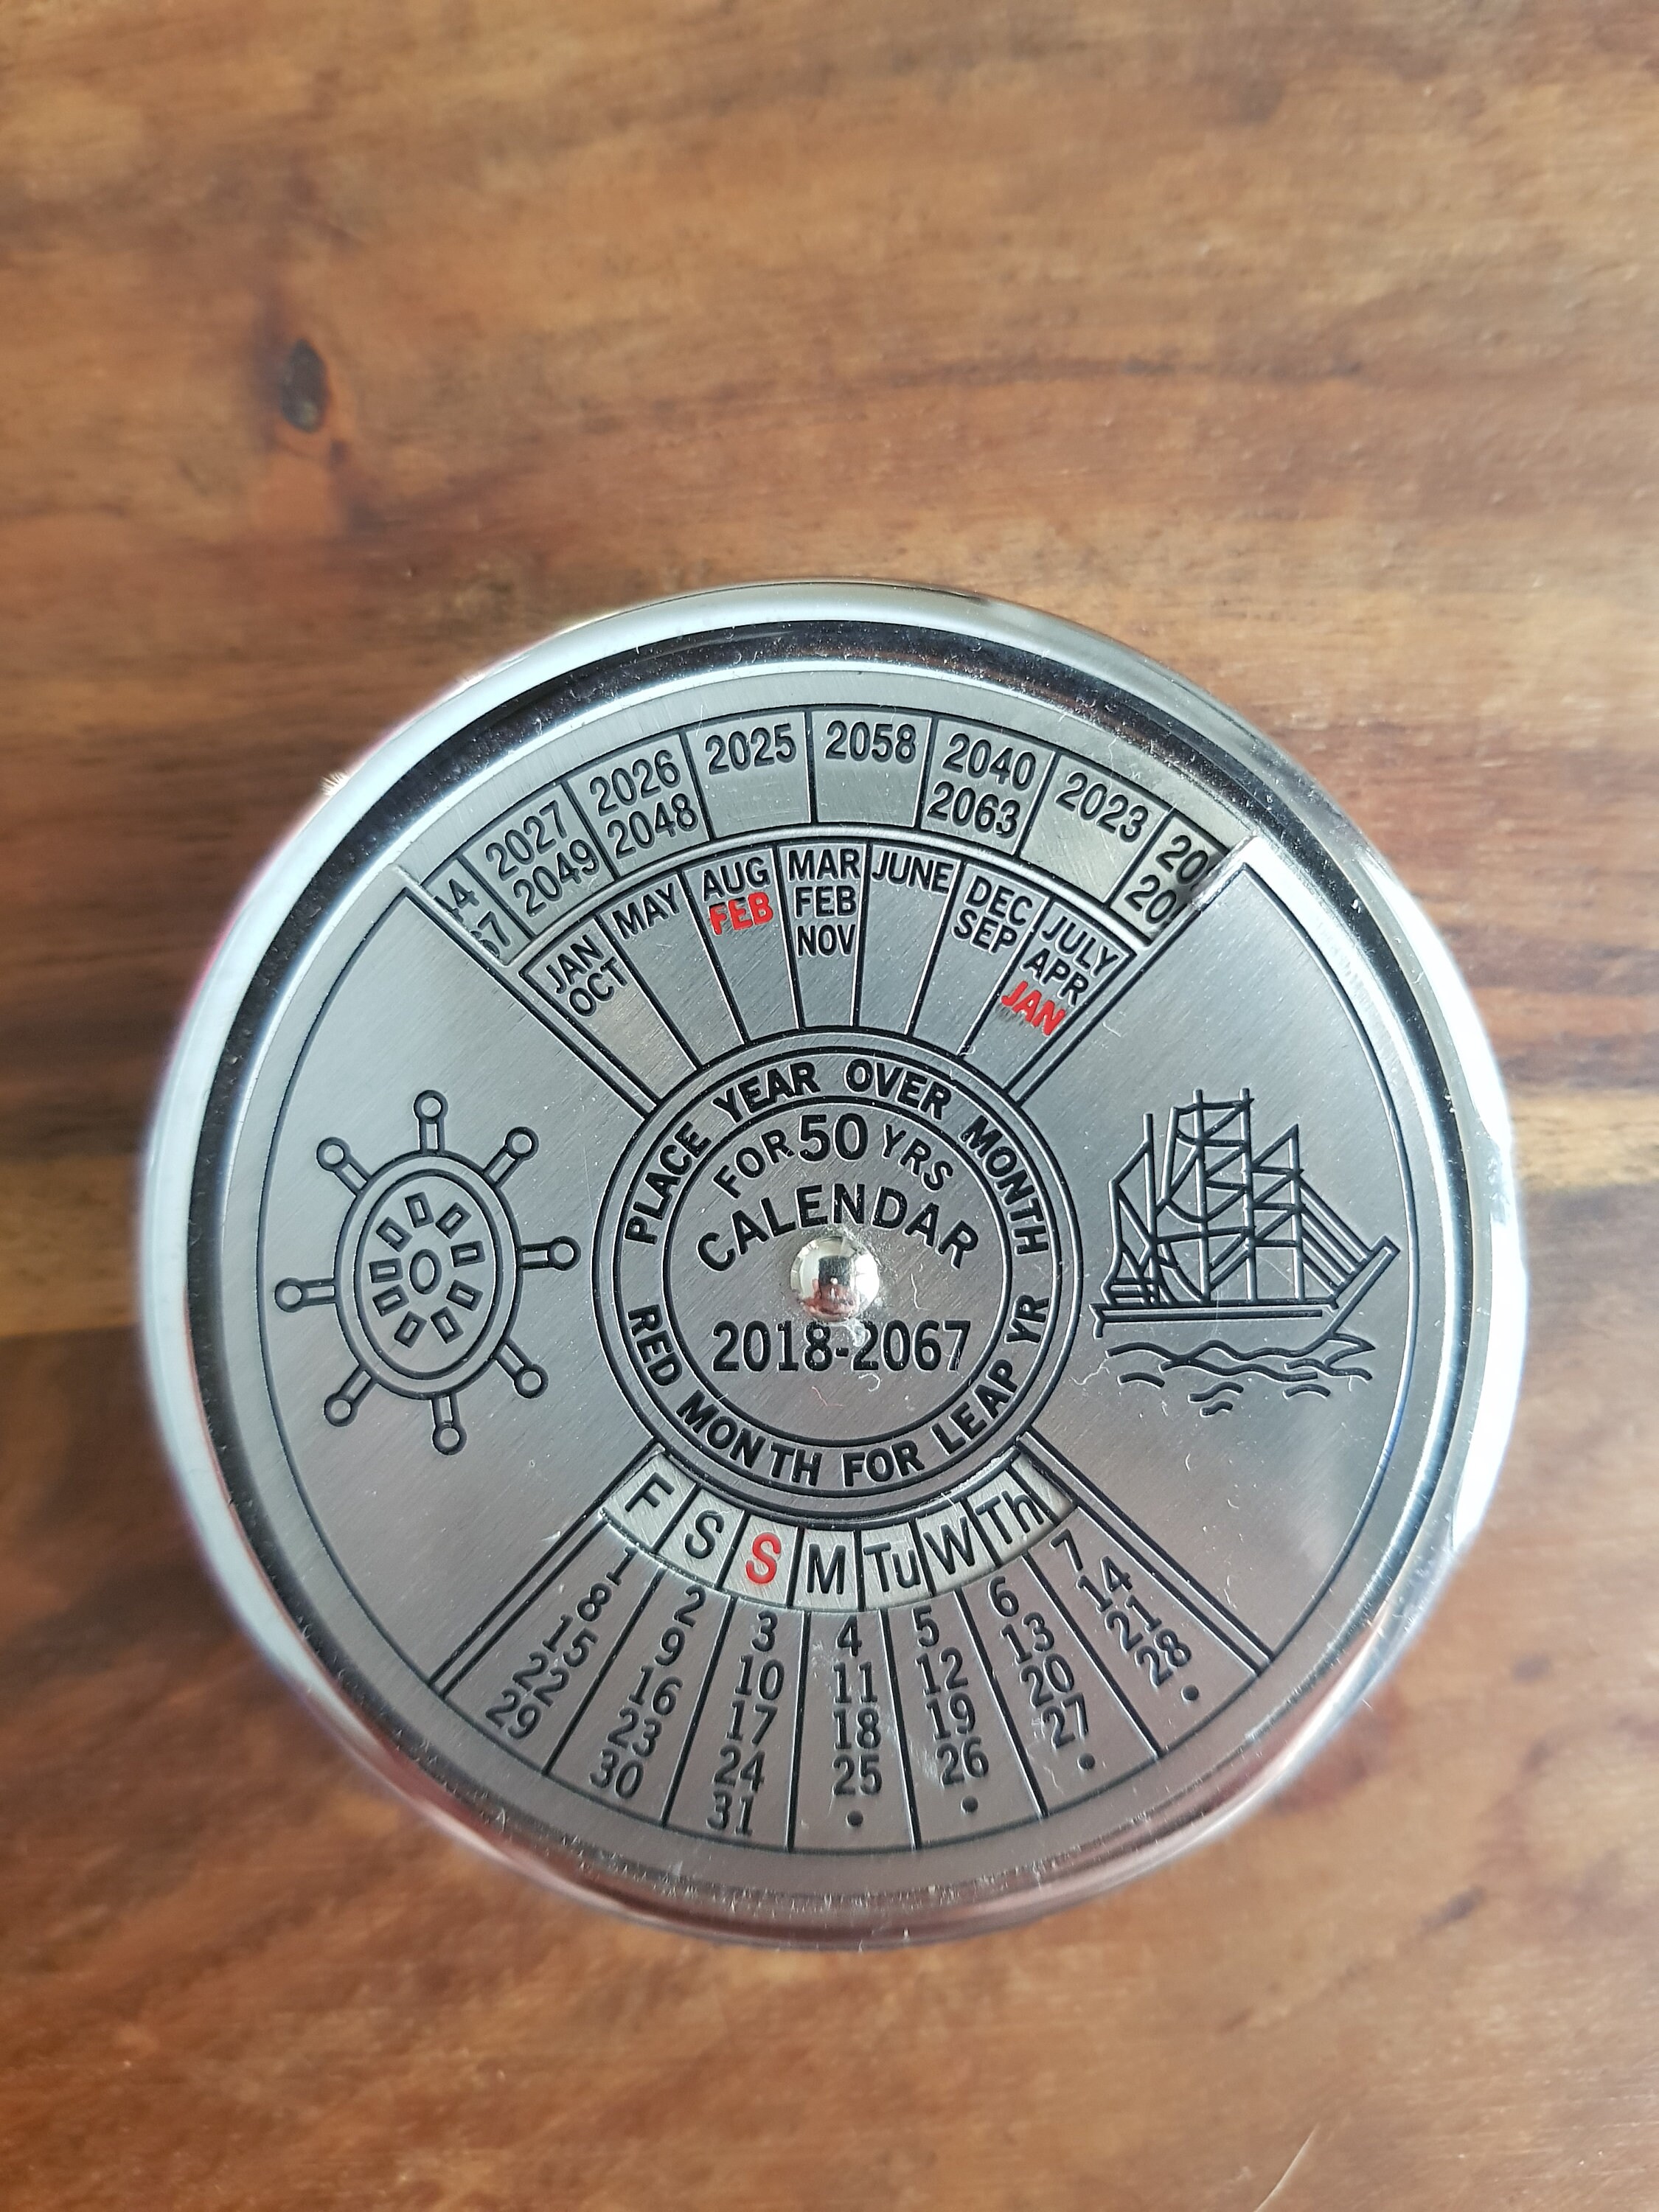 2027
2049
2026
2048
2025
2058
2040
2063
2023
JAN
OCT
MAY
AUG
FEB
MAR
FEB
NOV
JUNE
DEC
SEP
JULY
APR
JAN
PLACE YEAR OVER MONTH
FOR 50 YRS
CALENDAR
2018-2067
RED MONTH FOR LEAP YR
F S S M Tu W Th
1 2 3 4 5 6 7
8 9 10 11 12 13 14
15 16 17 18 19 20 21
22 23 24 25 26 27 28
29 30 31